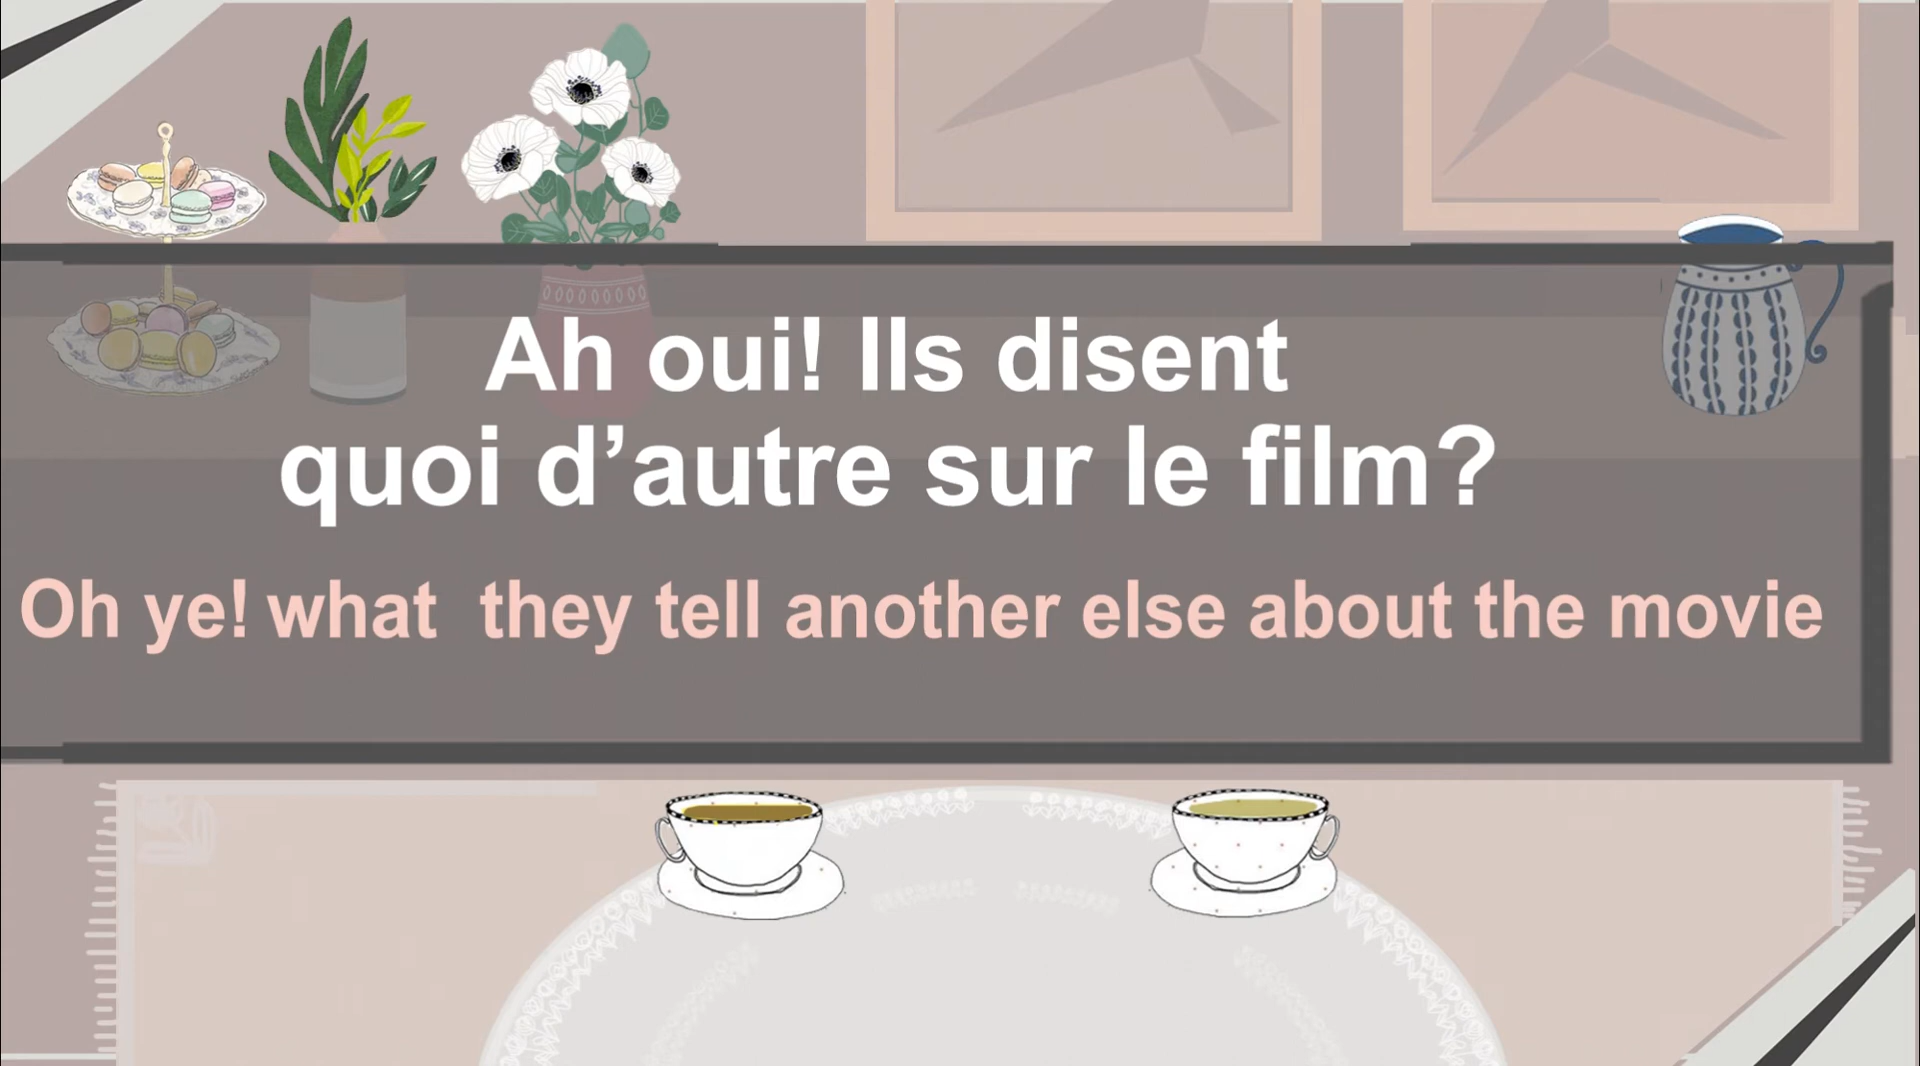 Ah oui! Ils disent
quoi d’autre sur le film?
Oh ye! what they tell another else about the movie